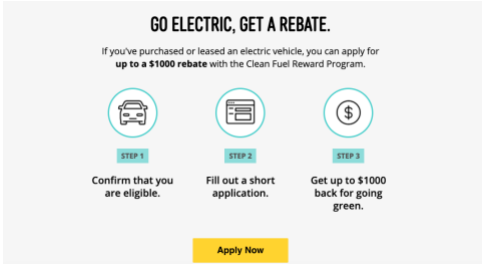 GO ELECTRIC, GET A REBATE.
If you've purchased or leased an electric vehicle, you can apply for
up to a $1000 rebate with the Clean Fuel Reward Program.
$
STEP 1
STEP 2
STEP 3
Confirm that you
are eligible.
Fill out a short
application.
Get up to $1000
back for going
green.
Apply Now